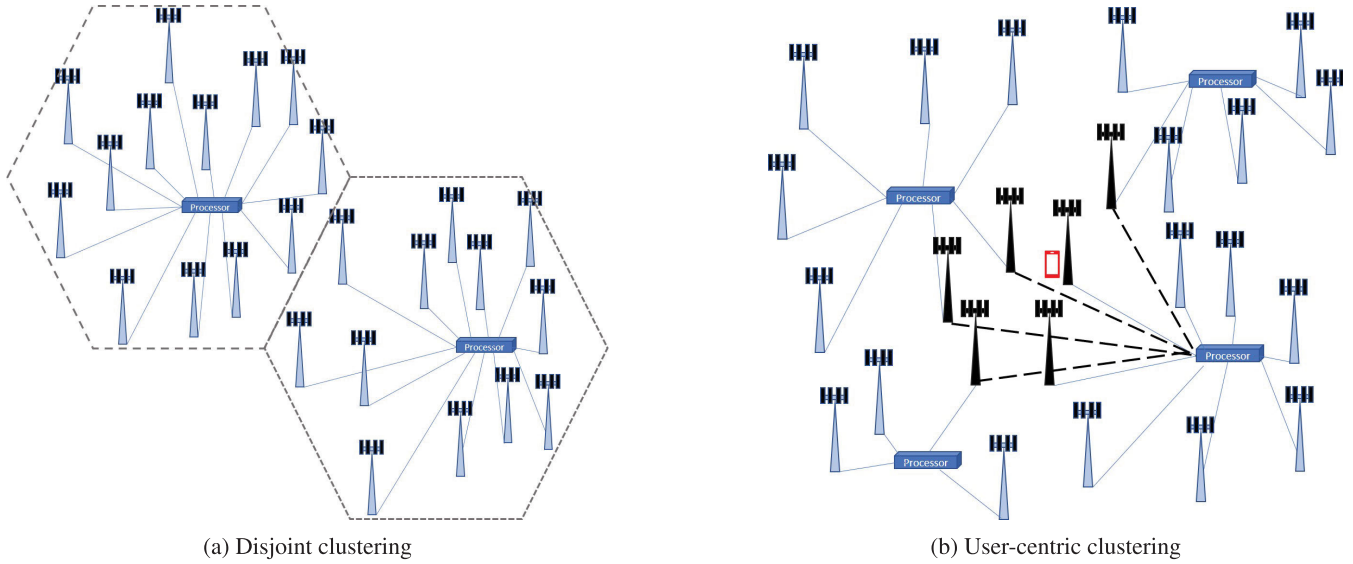 Processor
Processor
Processor
Processor
Processor
Processor
(a) Disjoint clustering
(b) User-centric clustering